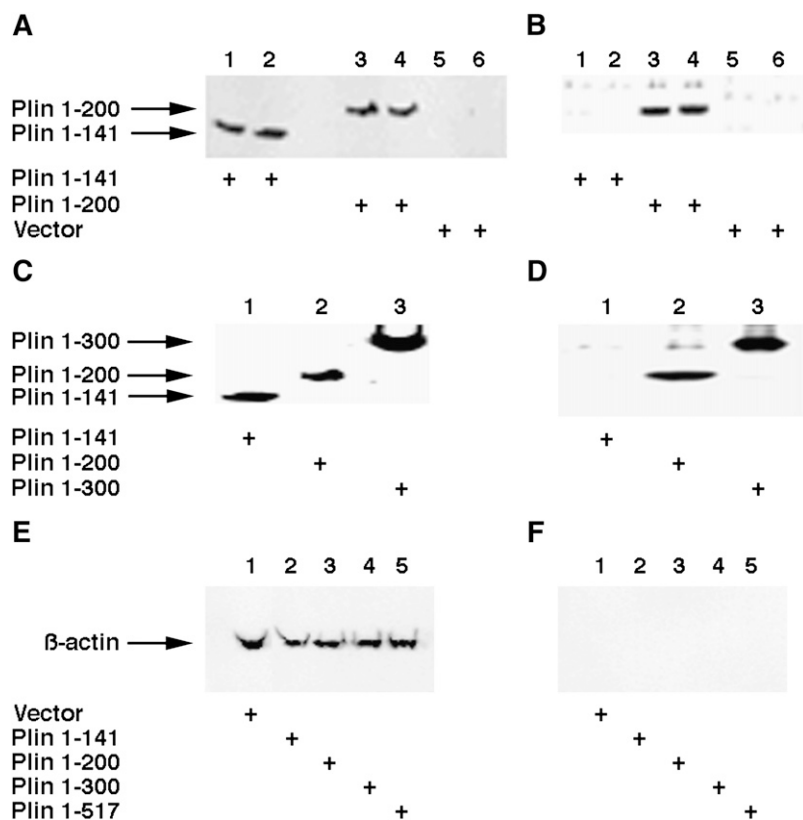 A
1 2 3 4 5 6
Plin 1-200
Plin 1-141
Plin 1-141 + +
Plin 1-200 + +
Vector + +
B
1 2 3 4 5 6
+ +
+ +
+ +
C
1 2 3
Plin 1-300
Plin 1-200
Plin 1-141
Plin 1-141 +
Plin 1-200 +
Plin 1-300 +
D
1 2 3
+
+
+
E
1 2 3 4 5
ß-actin
Vector +
Plin 1-141 +
Plin 1-200 +
Plin 1-300 +
Plin 1-517 +
F
1 2 3 4 5
+
+
+
+
+